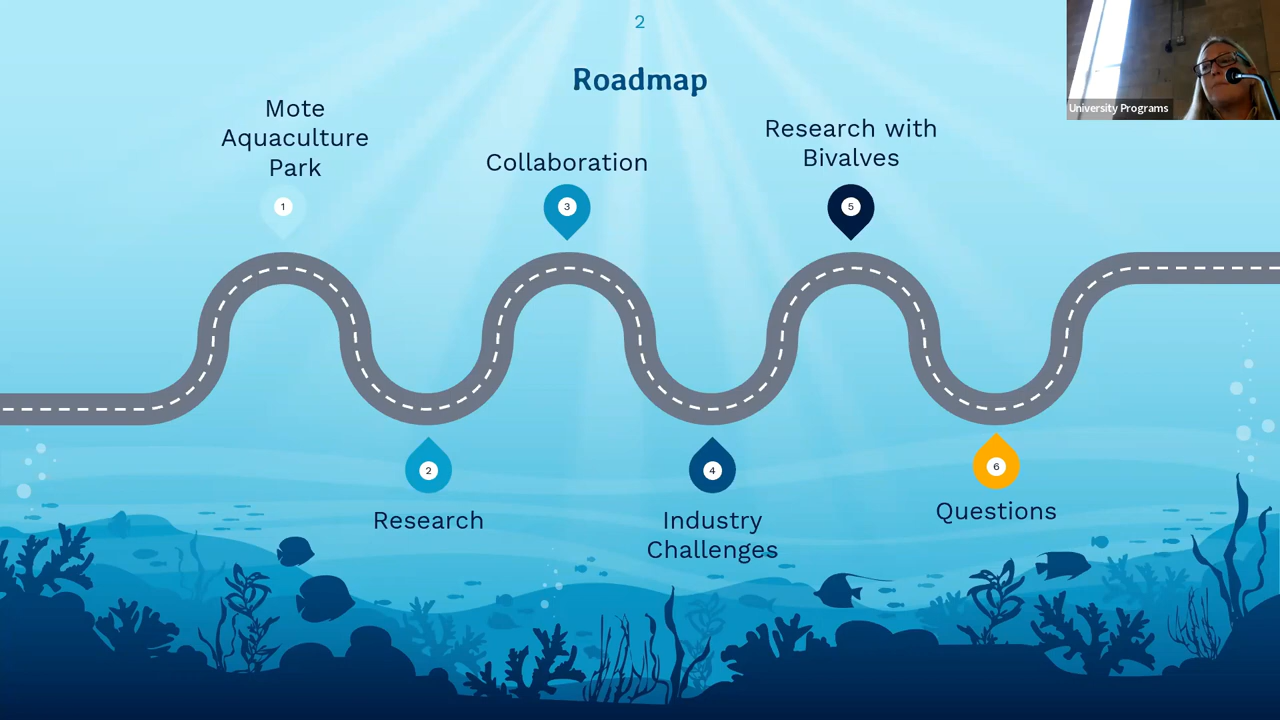 2
Roadmap
University Programs
Mote
Aquaculture
Park
1
Collaboration
3
Research with
Bivalves
5
2
Research
4
Industry
Challenges
6
Questions